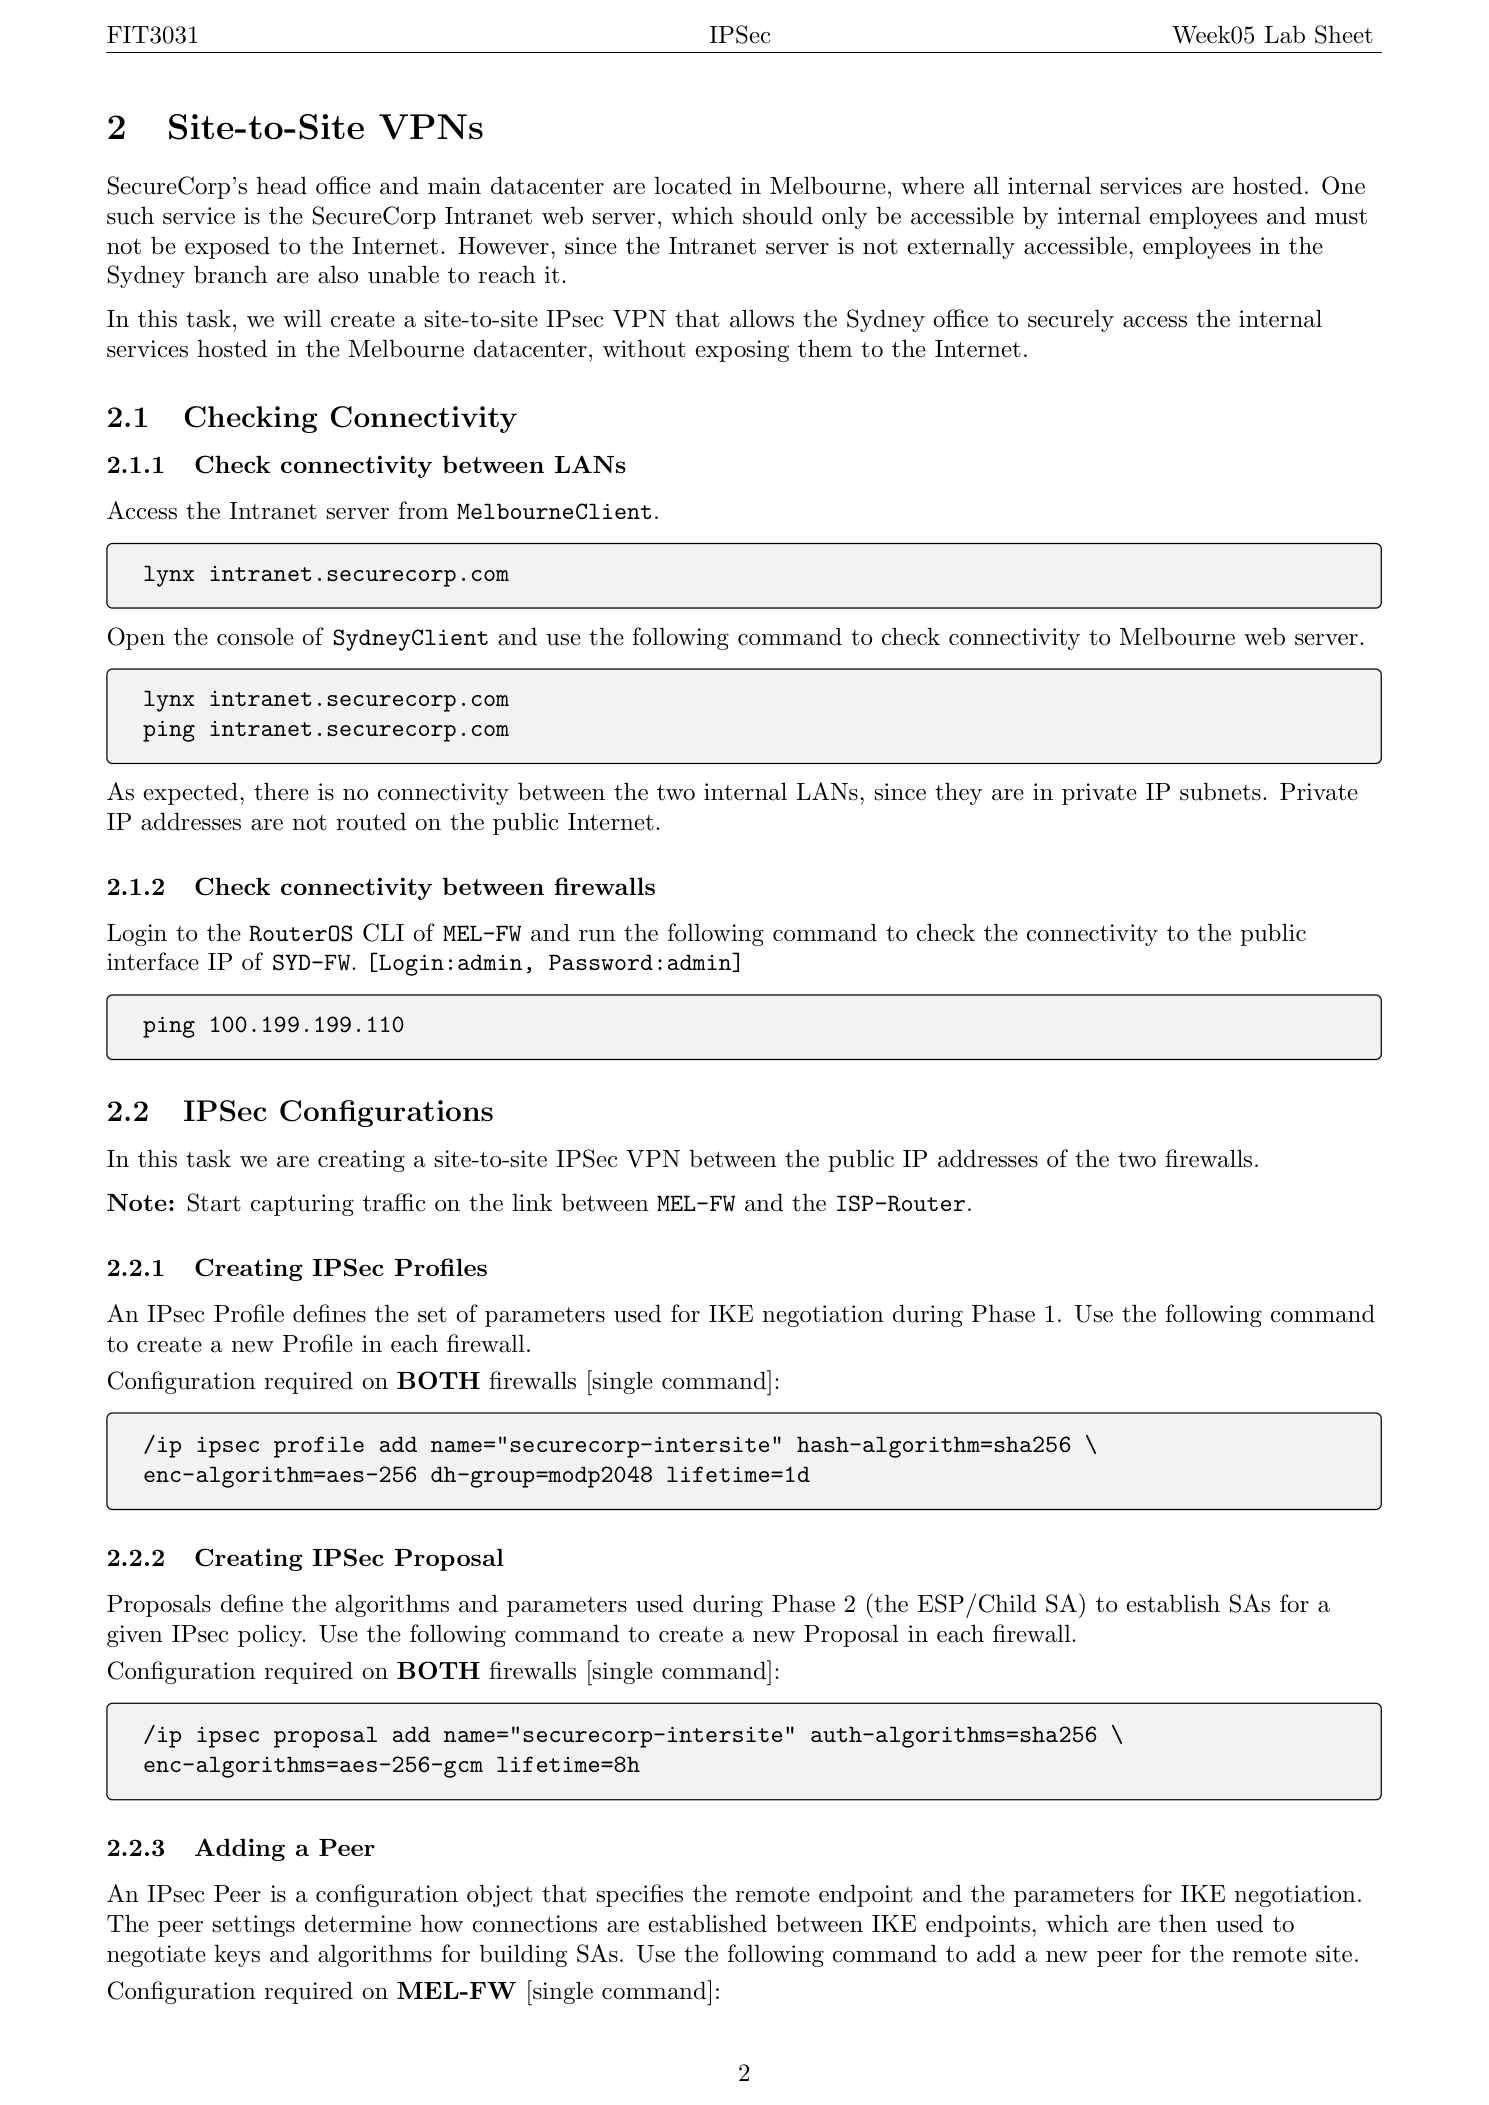 FIT3031 IPSec Week05 Lab Sheet
2 Site-to-Site VPNs
SecureCorp's head office and main datacenter are located in Melbourne, where all internal services are hosted. One
such service is the SecureCorp Intranet web server, which should only be accessible by internal employees and must
not be exposed to the Internet. However, since the Intranet server is not externally accessible, employees in the
Sydney branch are also unable to reach it.
In this task, we will create a site-to-site IPsec VPN that allows the Sydney office to securely access the internal
services hosted in the Melbourne datacenter, without exposing them to the Internet.
2.1 Checking Connectivity
2.1.1 Check connectivity between LANs
Access the Intranet server from MelbourneClient.
lynx intranet.securecorp.com
Open the console of SydneyClient and use the following command to check connectivity to Melbourne web server.
lynx intranet.securecorp.com
ping intranet.securecorp.com
As expected, there is no connectivity between the two internal LANs, since they are in private IP subnets. Private
IP addresses are not routed on the public Internet.
2.1.2 Check connectivity between firewalls
Login to the RouterOS CLI of MEL-FW and run the following command to check the connectivity to the public
interface IP of SYD-FW. [Login:admin, Password:admin]
ping 100.199.199.110
2.2 IPSec Configurations
In this task we are creating a site-to-site IPSec VPN between the public IP addresses of the two firewalls.
Note: Start capturing traffic on the link between MEL-FW and the ISP-Router.
2.2.1 Creating IPSec Profiles
An IPsec Profile defines the set of parameters used for IKE negotiation during Phase 1. Use the following command
to create a new Profile in each firewall.
Configuration required on BOTH firewalls [single command]:
/ip ipsec profile add name="securecorp-intersite" hash-algorithm=sha256 \
enc-algorithm=aes-256 dh-group=modp2048 lifetime=1d
2.2.2 Creating IPSec Proposal
Proposals define the algorithms and parameters used during Phase 2 (the ESP/Child SA) to establish SAs for a
given IPsec policy. Use the following command to create a new Proposal in each firewall.
Configuration required on BOTH firewalls [single command]:
/ip ipsec proposal add name="securecorp-intersite" auth-algorithms=sha256 \
enc-algorithms=aes-256-gcm lifetime=8h
2.2.3 Adding a Peer
An IPsec Peer is a configuration object that specifies the remote endpoint and the parameters for IKE negotiation.
The peer settings determine how connections are established between IKE endpoints, which are then used to
negotiate keys and algorithms for building SAs. Use the following command to add a new peer for the remote site.
Configuration required on MEL-FW [single command]:
2